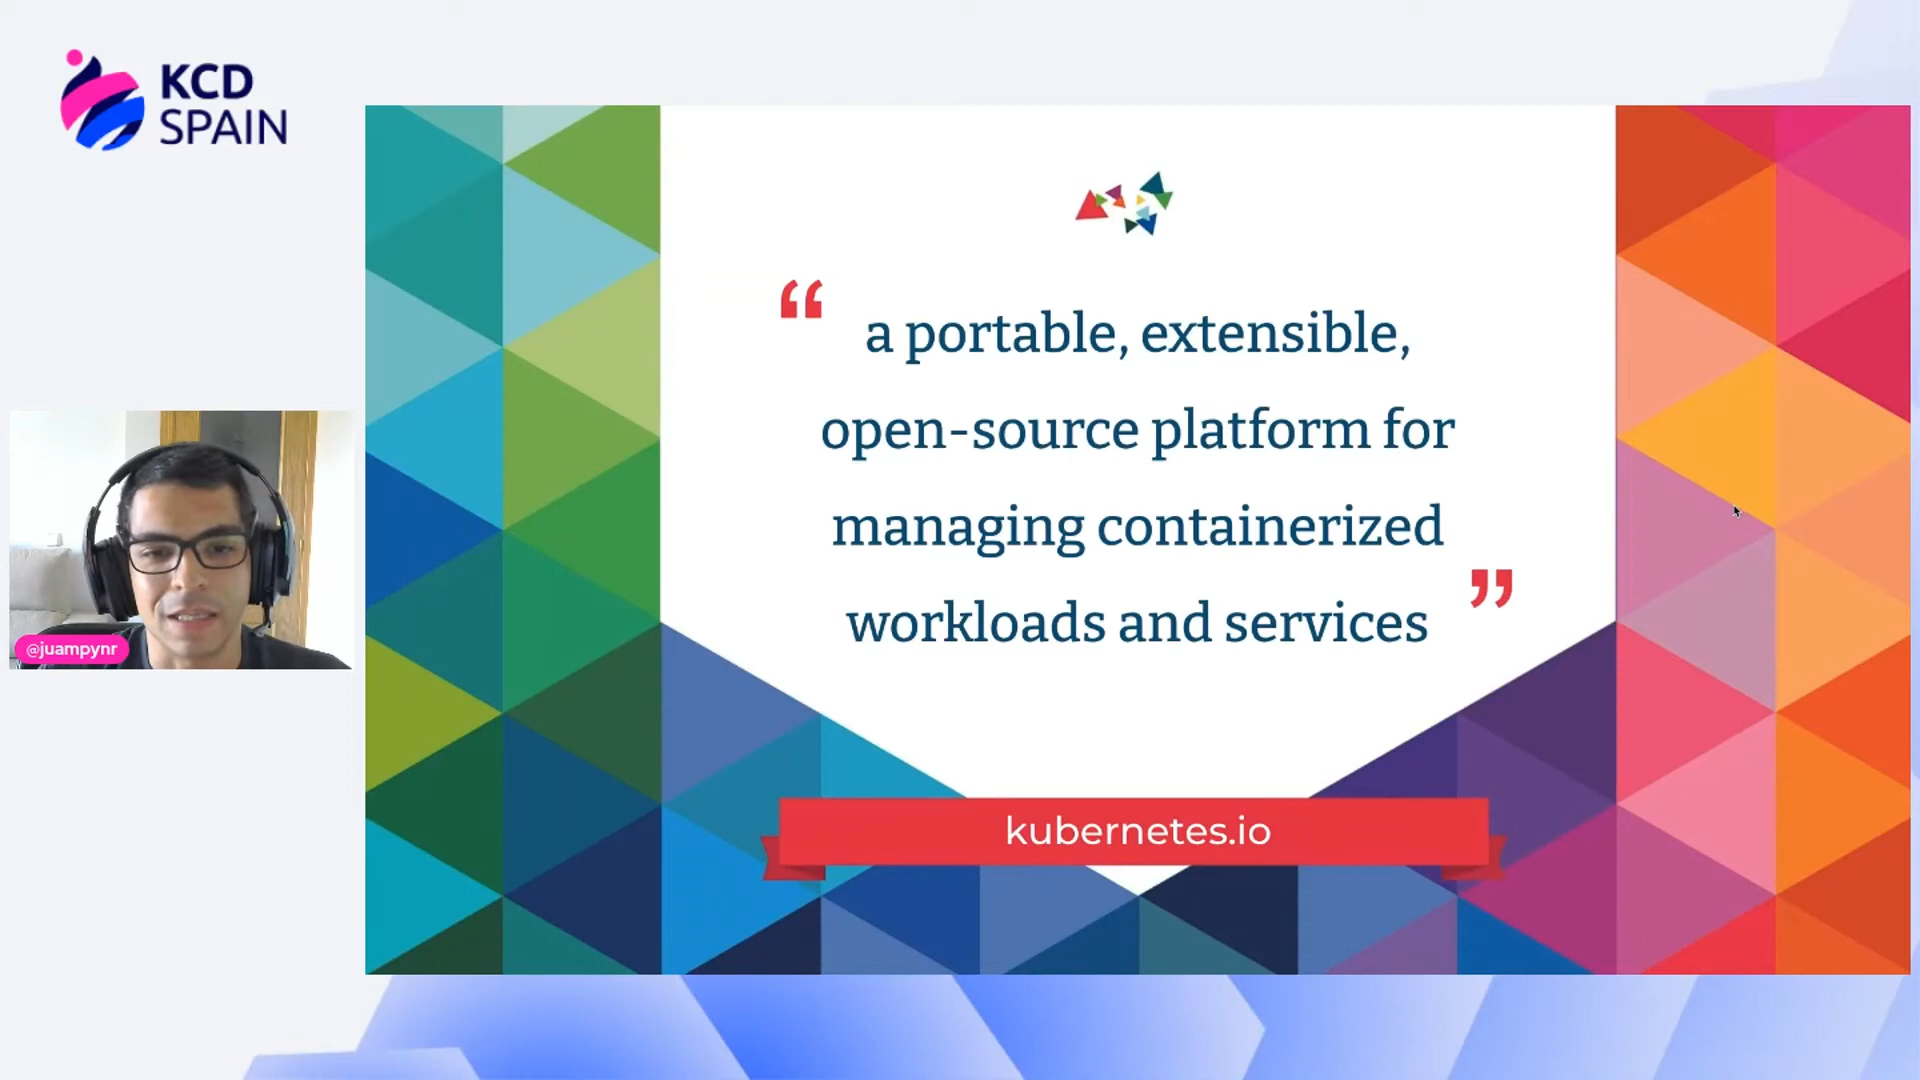 KCD
SPAIN
“ a portable, extensible,
open-source platform for
managing containerized
workloads and services ”
kubernetes.io
@juampynr